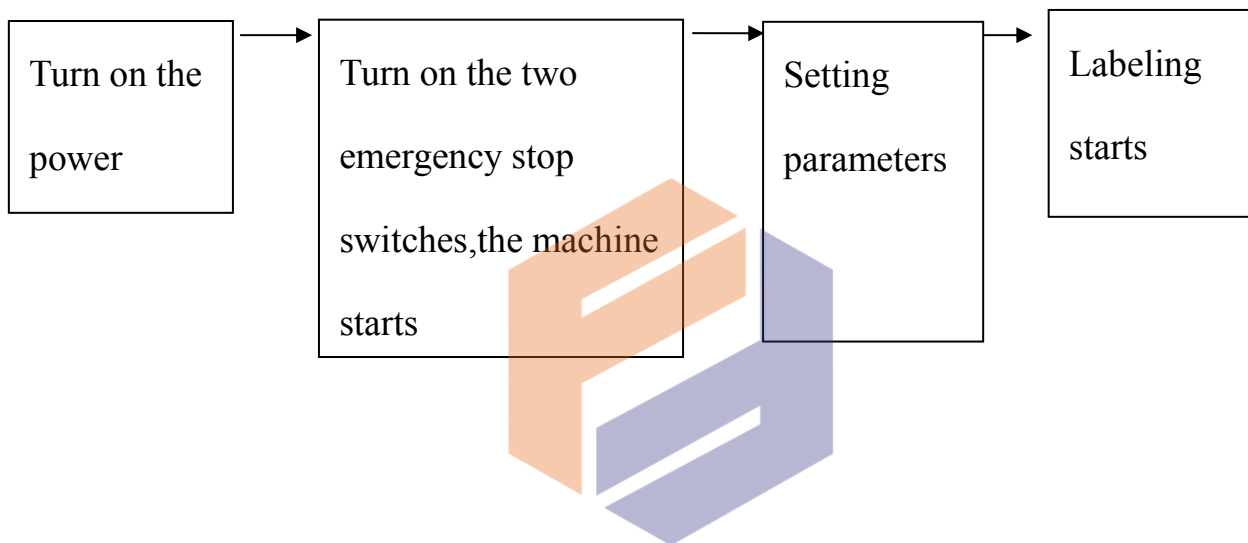 Turn on the
power
Turn on the two
emergency stop
switches,the machine
starts
Setting
parameters
Labeling
starts